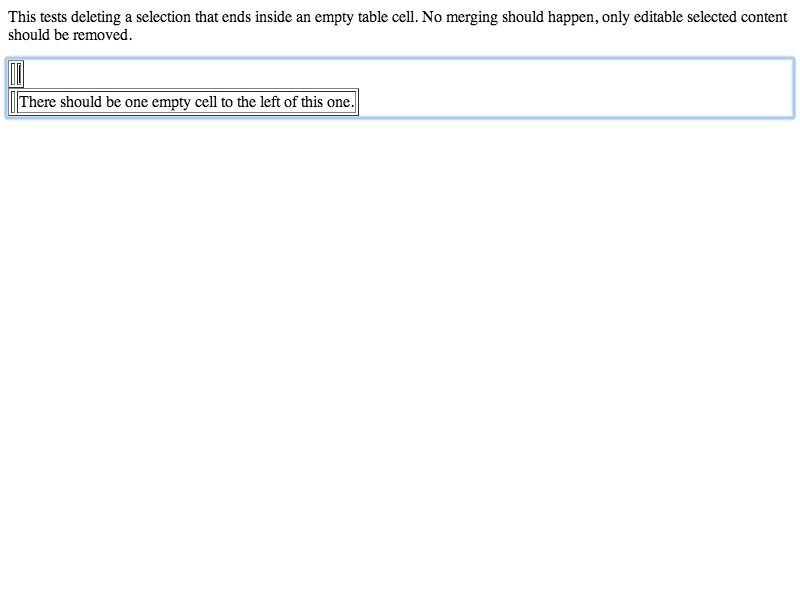 This tests deleting a selection that ends inside an empty table cell. No merging should happen, only editable selected content
should be removed.
There should be one empty cell to the left of this one.